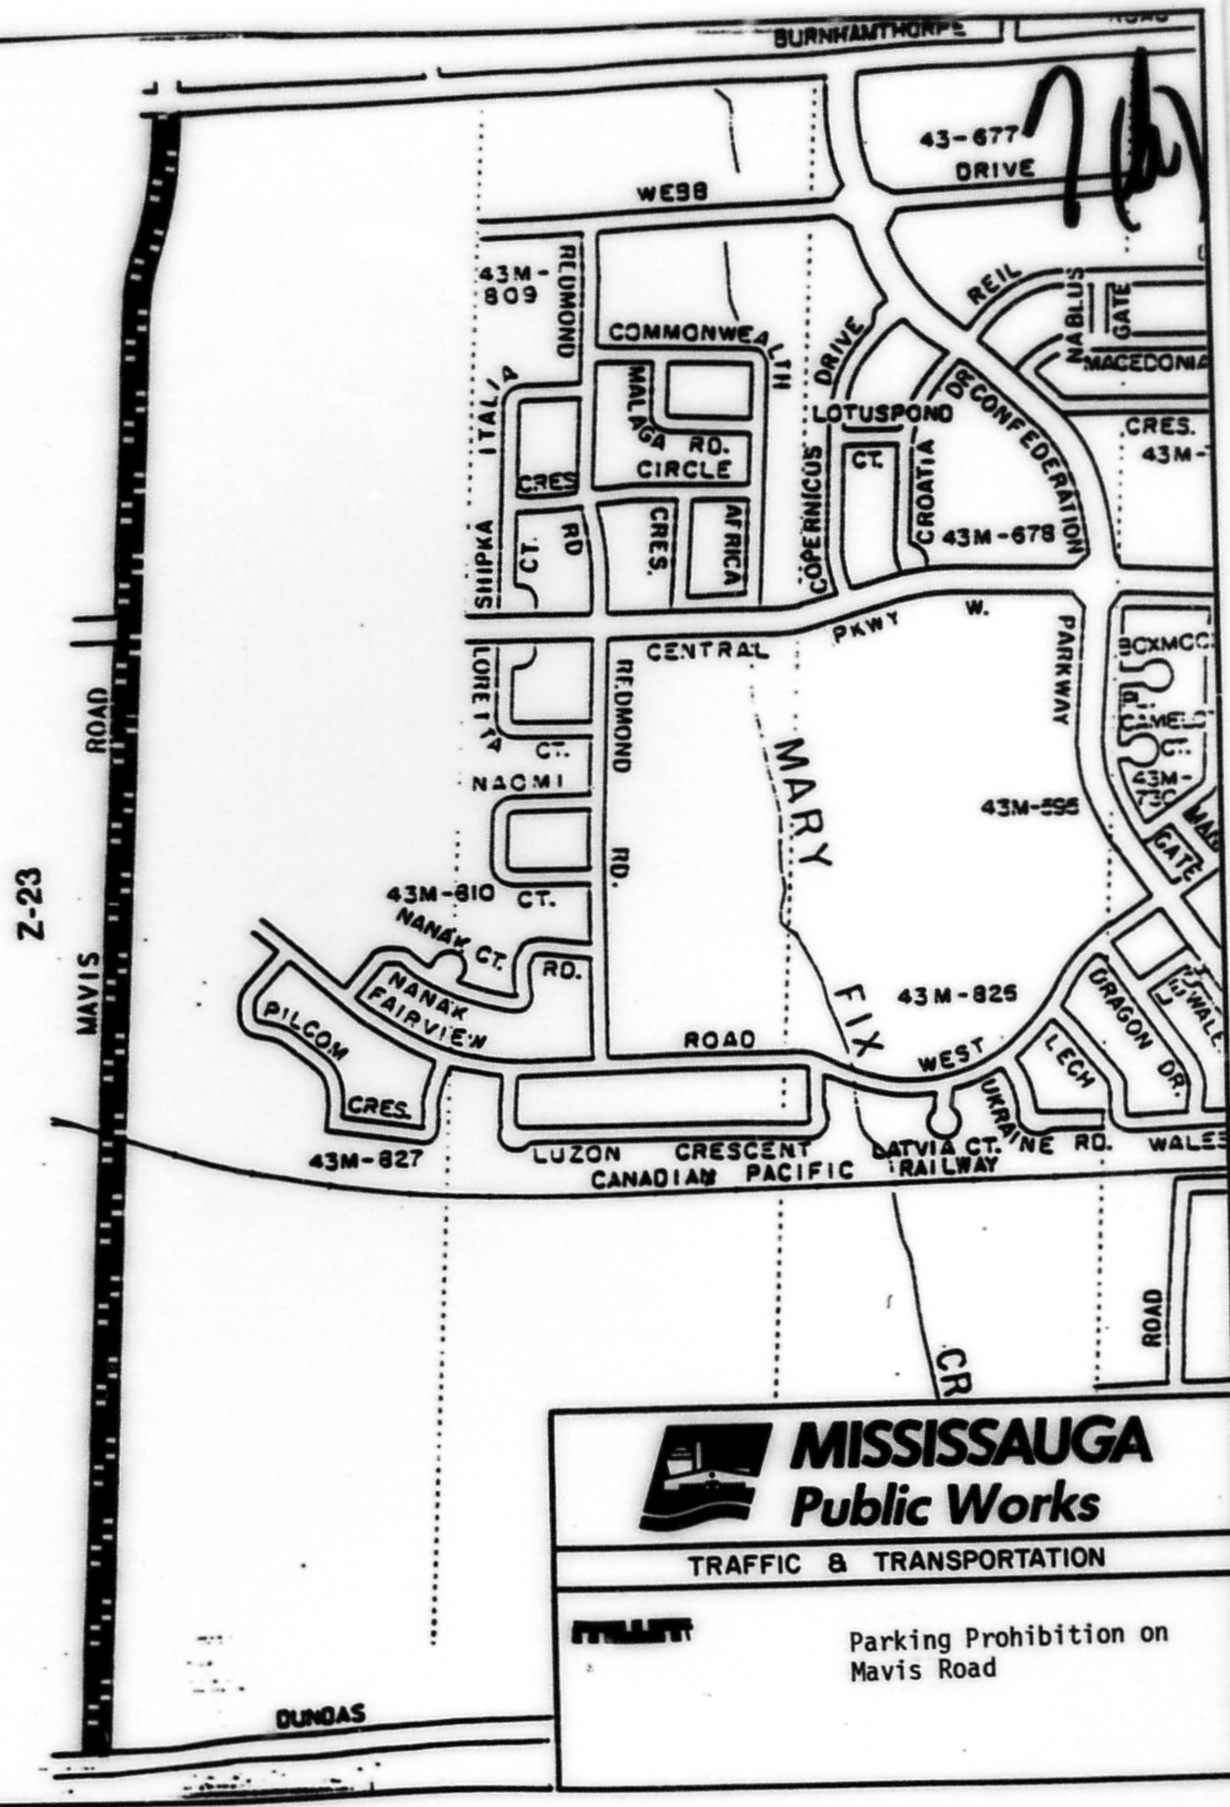 BURNHAMTHORPE
ROAD
43-677
DRIVE
WEBB
43M-
809
REDMOND
REIL
NABLUS
GATE
COMMONWEALTH
DRIVE
MACEDONIA
ITALIA
MALAGA
RD.
LOTUSPOND
DR
CONFEDERATION
CRES.
43M-
CIRCLE
CT.
CRES
COPERNICUS
CROATIA
SHIPKA
CT.
RD
CRES.
AFRICA
43M-678
CENTRAL
PKWY
W.
PARKWAY
LORETTA
CT.
REDMOND
RD.
CAMELOT
CT.
43M-
ROAD
NAOMI
CT.
MARY
FIX
CR
43M-595
GATE
Z-23
MAVIS
43M-810
NANAK CT.
RD.
NANAK
FAIRVIEW
ROAD
WEST
43M-825
PILCOM
CRES.
LECH
DRAGON DR.
43M-827
LUZON CRESCENT
LATVIA CT.
UKRAINE RD.
WALES
CANADIAN PACIFIC RAILWAY
ROAD
MISSISSAUGA
Public Works
TRAFFIC & TRANSPORTATION
Parking Prohibition on
Mavis Road
DUNDAS